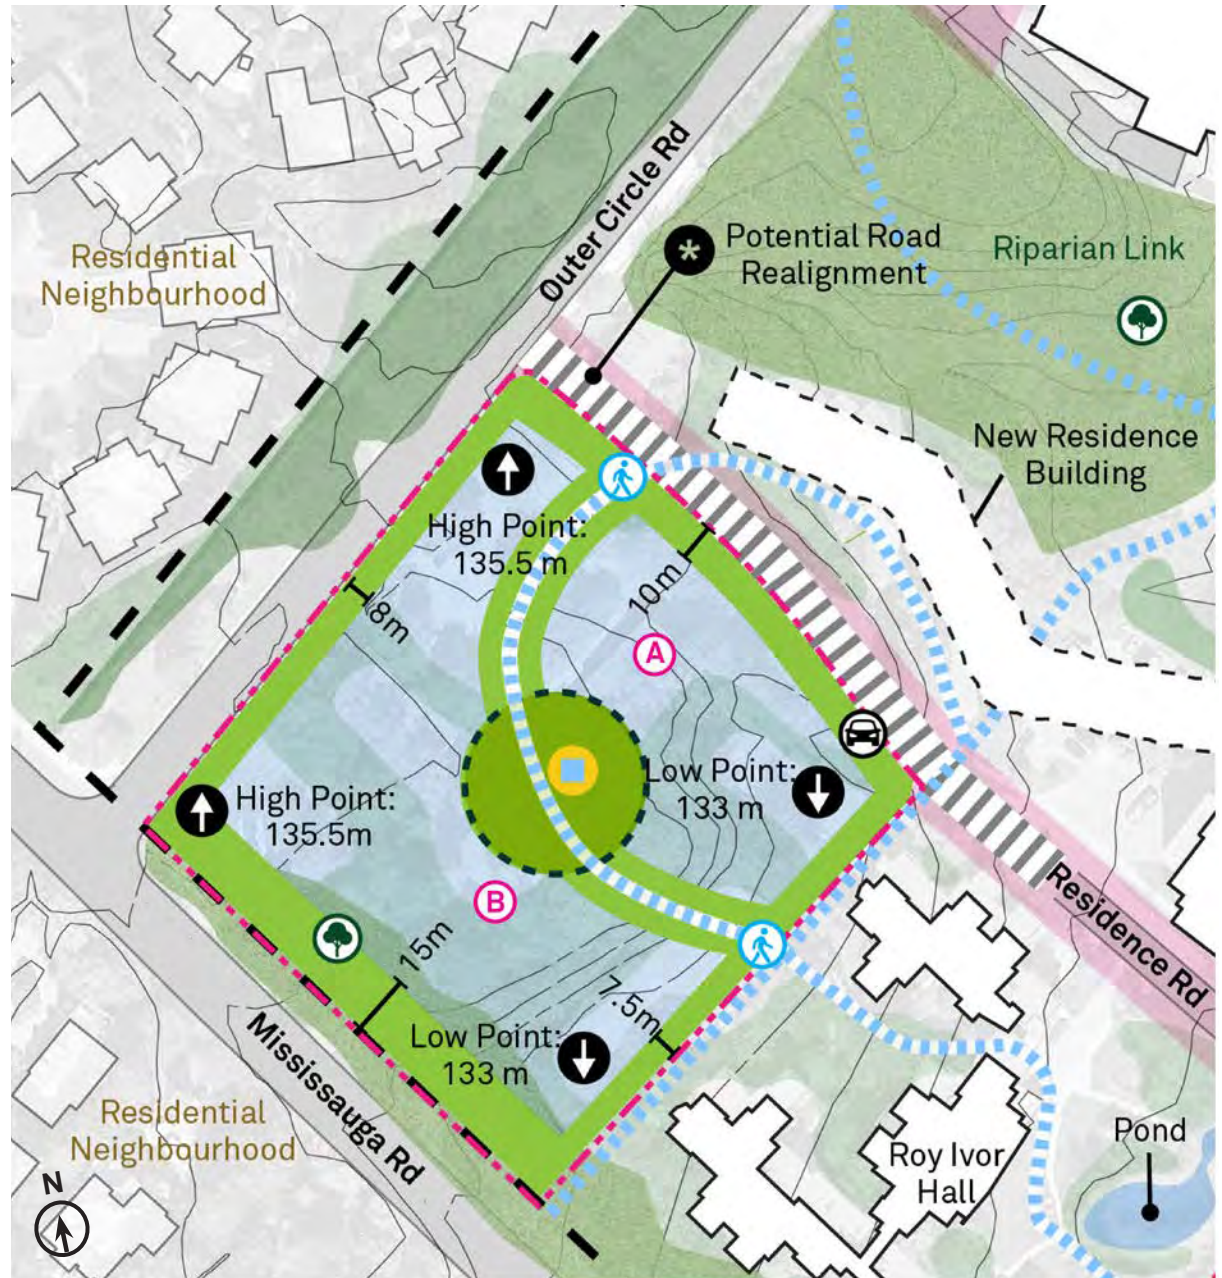 Outer Circle Rd
Potential Road
Realignment
Riparian Link
Residential
Neighbourhood
New Residence
Building
High Point:
135.5 m
10m
8m
A
Low Point:
133 m
High Point:
135.5m
B
15m
7.5m
Residence Rd
Low Point:
133 m
Mississauga Rd
Residential
Neighbourhood
Roy Ivor
Hall
Pond
N